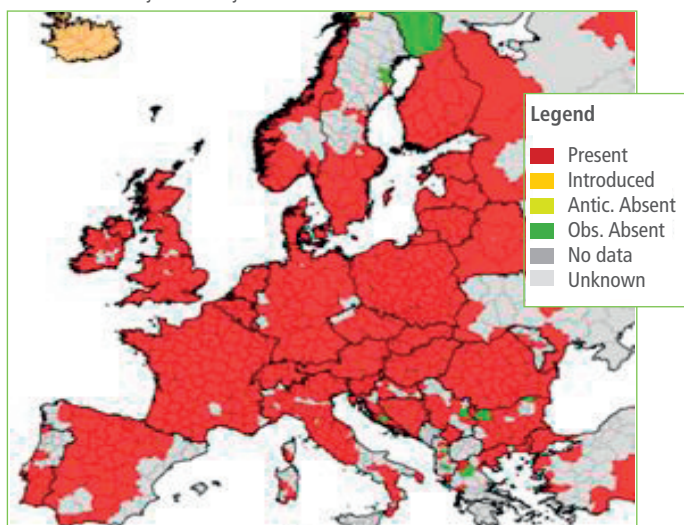 Legend
Present
Introduced
Antic. Absent
Obs. Absent
No data
Unknown